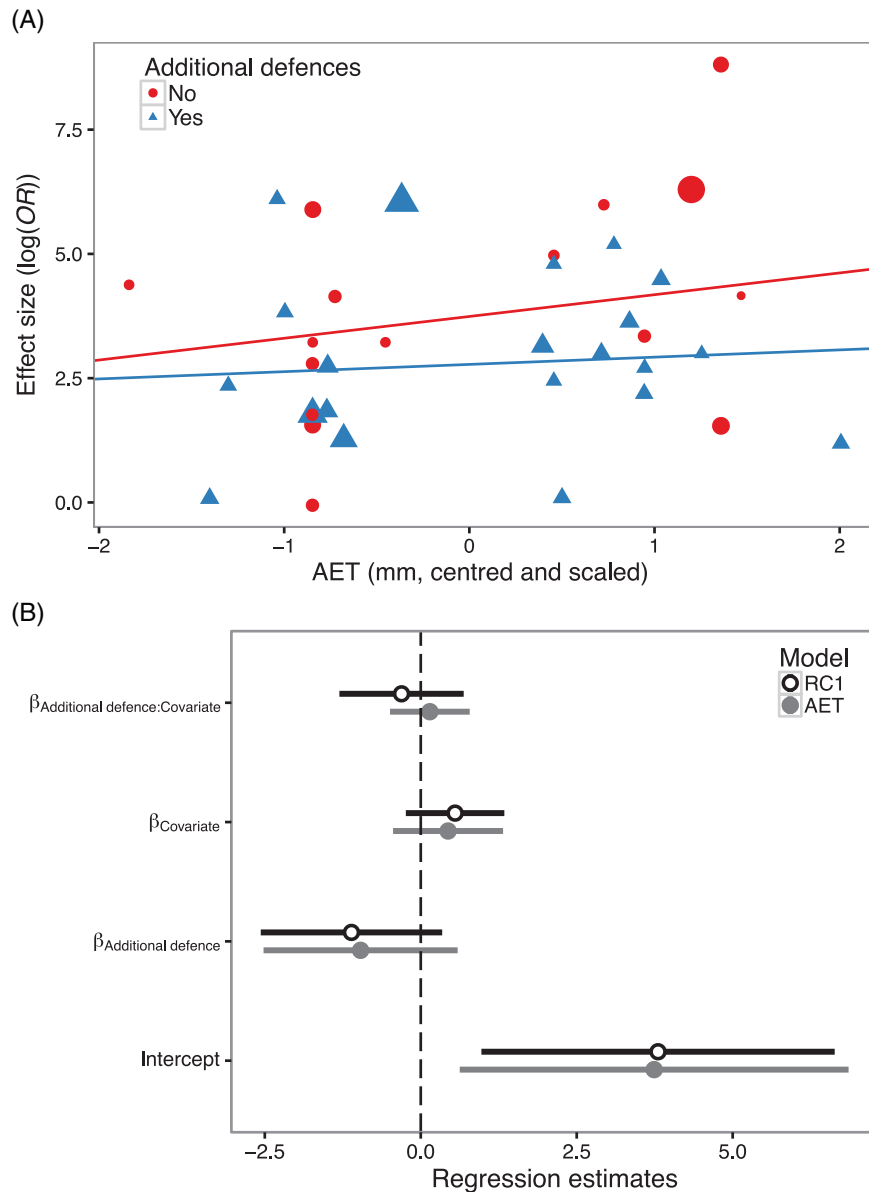 (A)
Additional defences
No
Yes
7.5
5.0
2.5
0.0
Effect size (log(OR))
−2
−1
0
1
2
AET (mm, centred and scaled)
(B)
Model
RC1
AET
βAdditional defence:Covariate
βCovariate
βAdditional defence
Intercept
−2.5
0.0
2.5
5.0
Regression estimates